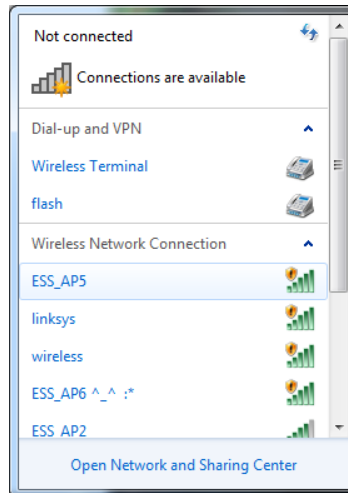 Not connected
Connections are available
Dial-up and VPN
Wireless Terminal
flash
Wireless Network Connection
ESS_AP5
linksys
wireless
ESS_AP6 ^_^ :*
ESS_AP2
Open Network and Sharing Center